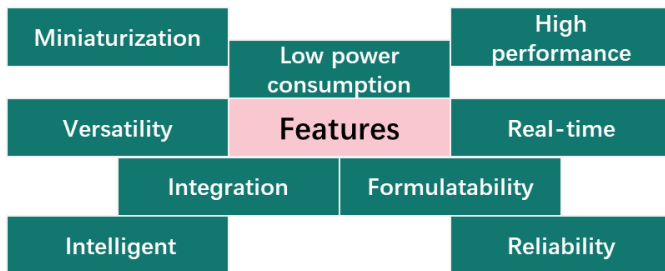 Miniaturization
High
performance
Low power
consumption
Versatility
Features
Real-time
Integration
Formulatability
Intelligent
Reliability